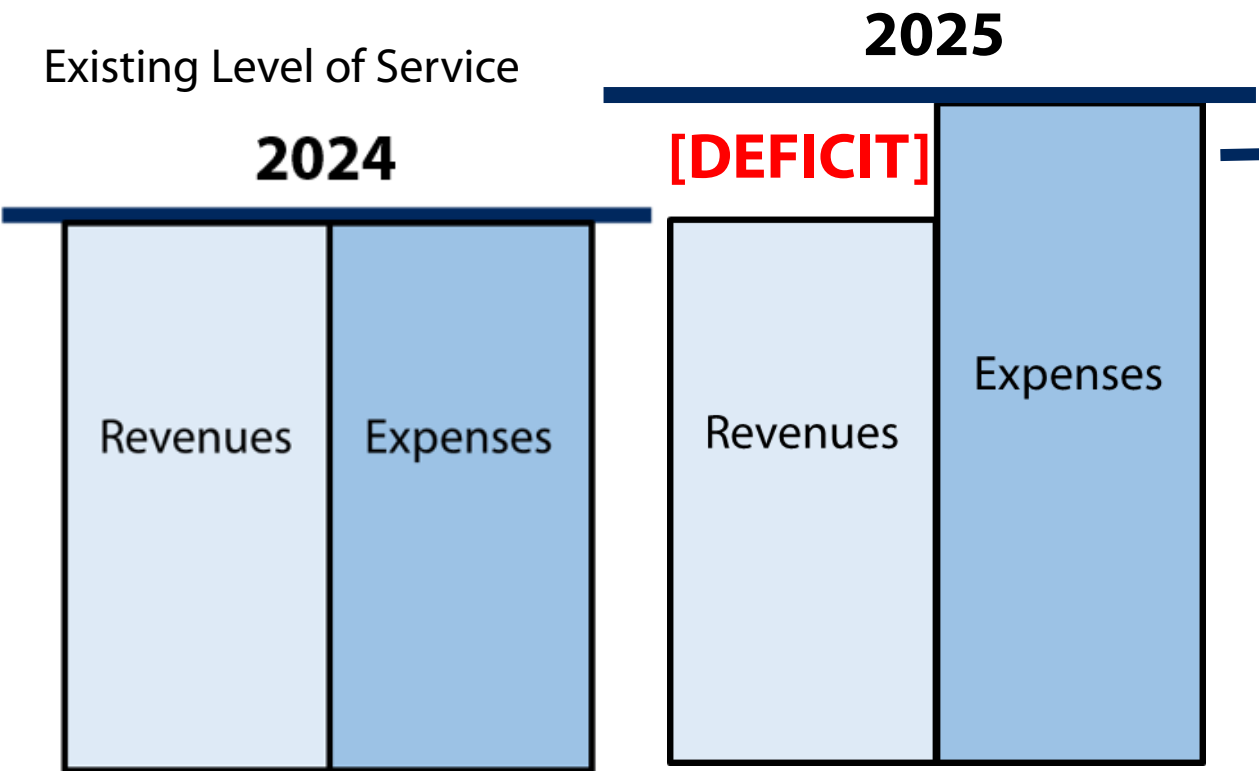 Existing Level of Service
2024
Revenues
Expenses
2025
[DEFICIT]
Revenues
Expenses